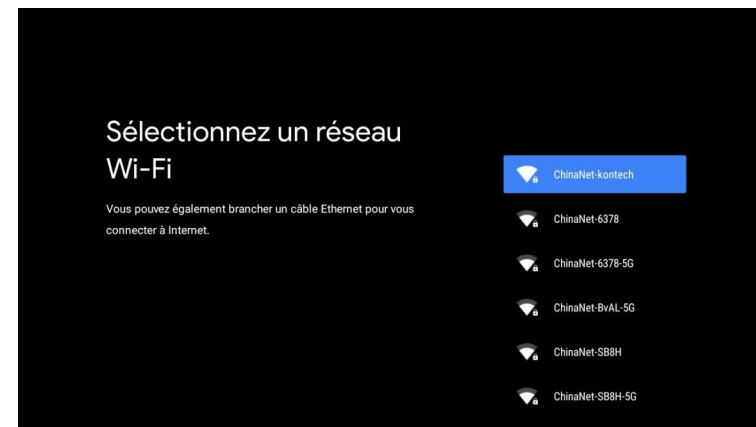 Sélectionnez un réseau
Wi-Fi
Vous pouvez également brancher un câble Ethernet pour vous
connecter à Internet.
ChinaNet-kontech
ChinaNet-6378
ChinaNet-6378-5G
ChinaNet-BvAL-5G
ChinaNet-SB8H
ChinaNet-SB8H-5G